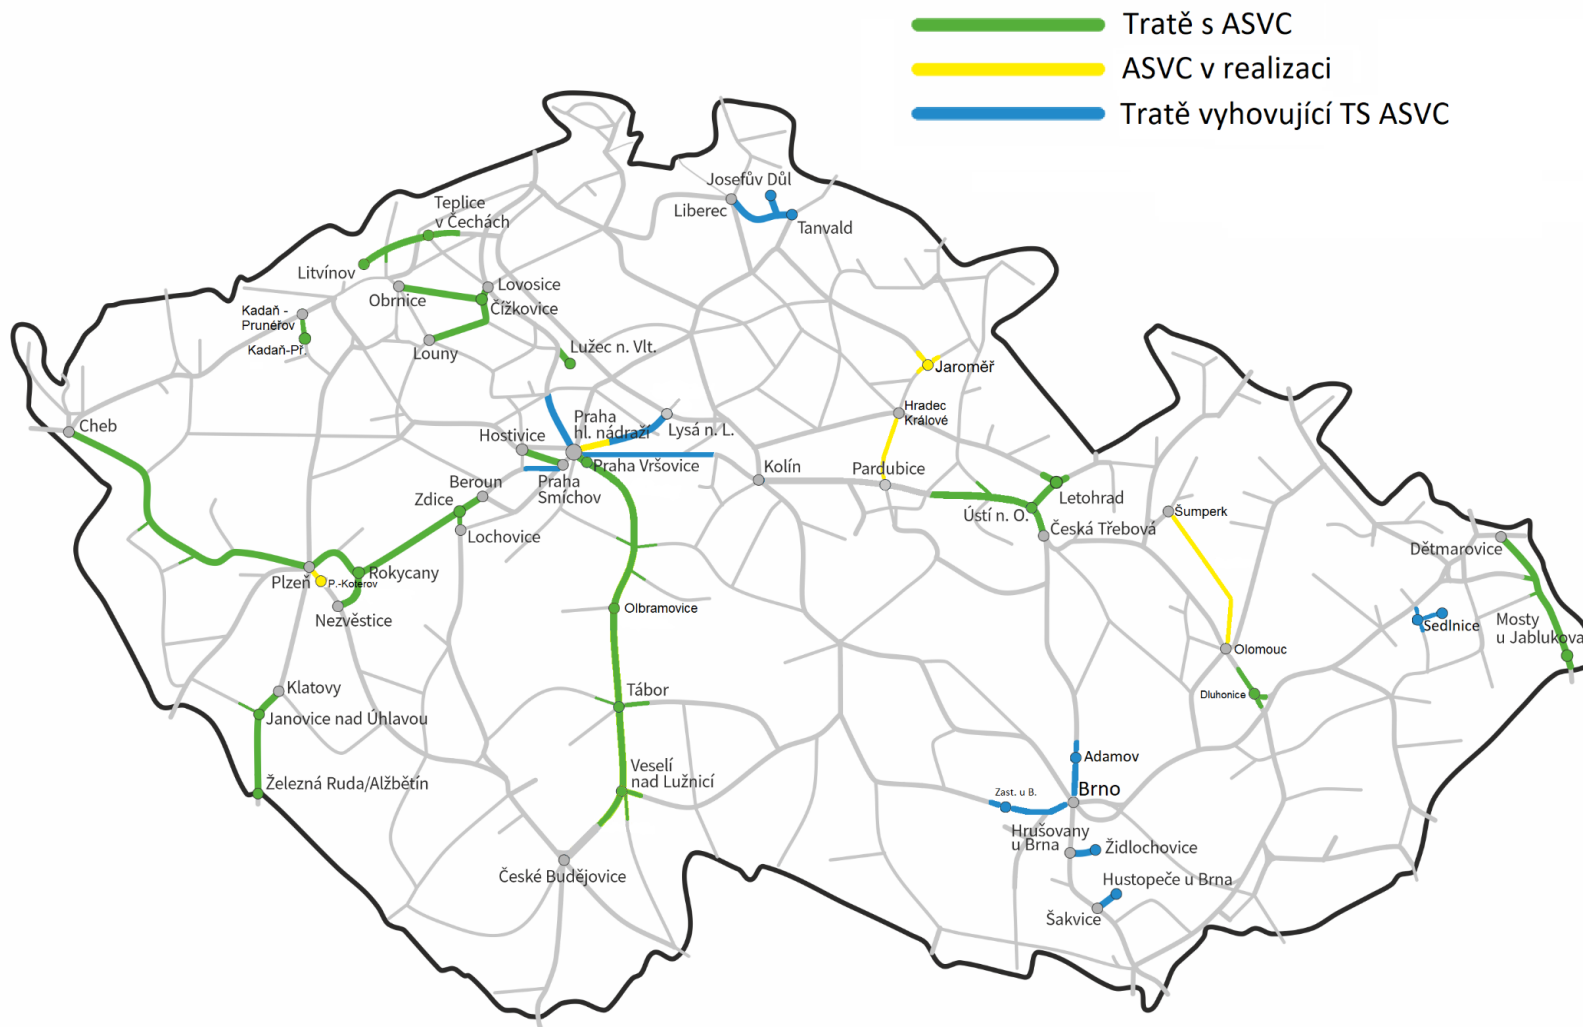 Tratě s ASVC
ASVC v realizaci
Tratě vyhovující TS ASVC
Josefův Důl
Liberec
Tanvald
Teplice
v Čechách
Litvínov
Lovosice
Obrnice
Čížkovice
Kadaň -
Prunéřov
Kadaň-Př.
Louny
Lužec n. Vlt.
Jaroměř
Hradec
Králové
Cheb
Praha
hl. nádraží
Lysá n. L.
Hostivice
Praha Vršovice
Kolín
Pardubice
Beroun
Praha
Smíchov
Zdice
Letohrad
Ústí n. O.
Šumperk
Česká Třebová
Lochovice
Dětmarovice
Plzeň
P.-Koterov
Rokycany
Nezvěstice
Olbramovice
Sedlnice
Mosty
u Jablukova
Olomouc
Klatovy
Tábor
Dluhonice
Janovice nad Úhlavou
Adamov
Veselí
nad Lužnicí
Železná Ruda/Alžbětín
Zast. u B.
Brno
Hrušovany
u Brna
Židlochovice
České Budějovice
Hustopeče u Brna
Šakvice